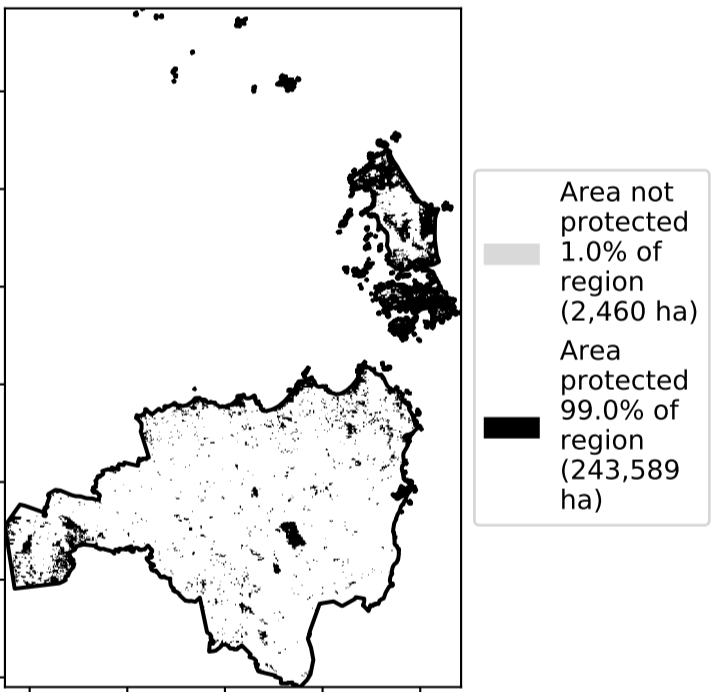 Area not
protected
1.0% of
region
(2,460 ha)
Area
protected
99.0% of
region
(243,589
ha)